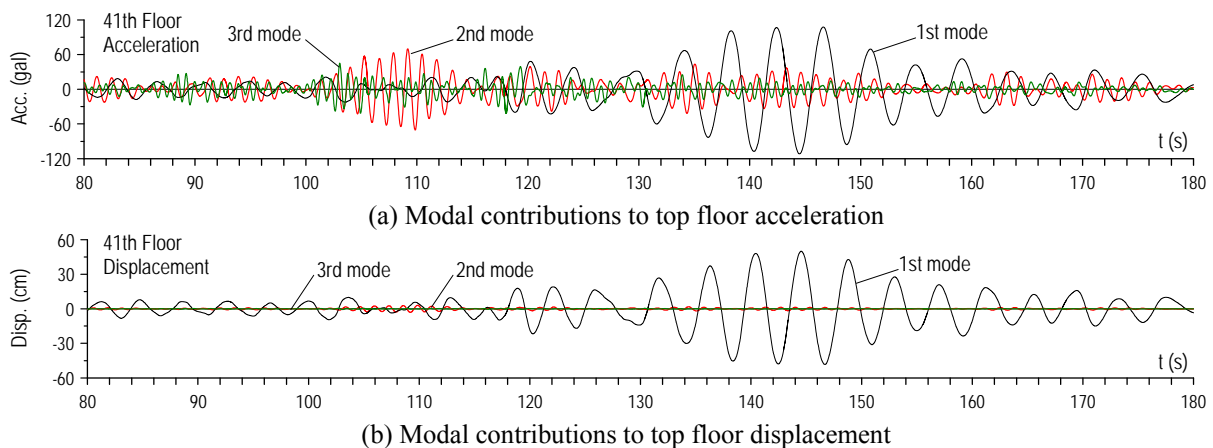 41th Floor
Acceleration
3rd mode
2nd mode
1st mode
Acc. (gal)
120
60
0
-60
-120
t (s)
80 90 100 110 120 130 140 150 160 170 180
(a) Modal contributions to top floor acceleration
41th Floor
Displacement
3rd mode
2nd mode
1st mode
Disp. (cm)
60
30
0
-30
-60
t (s)
80 90 100 110 120 130 140 150 160 170 180
(b) Modal contributions to top floor displacement